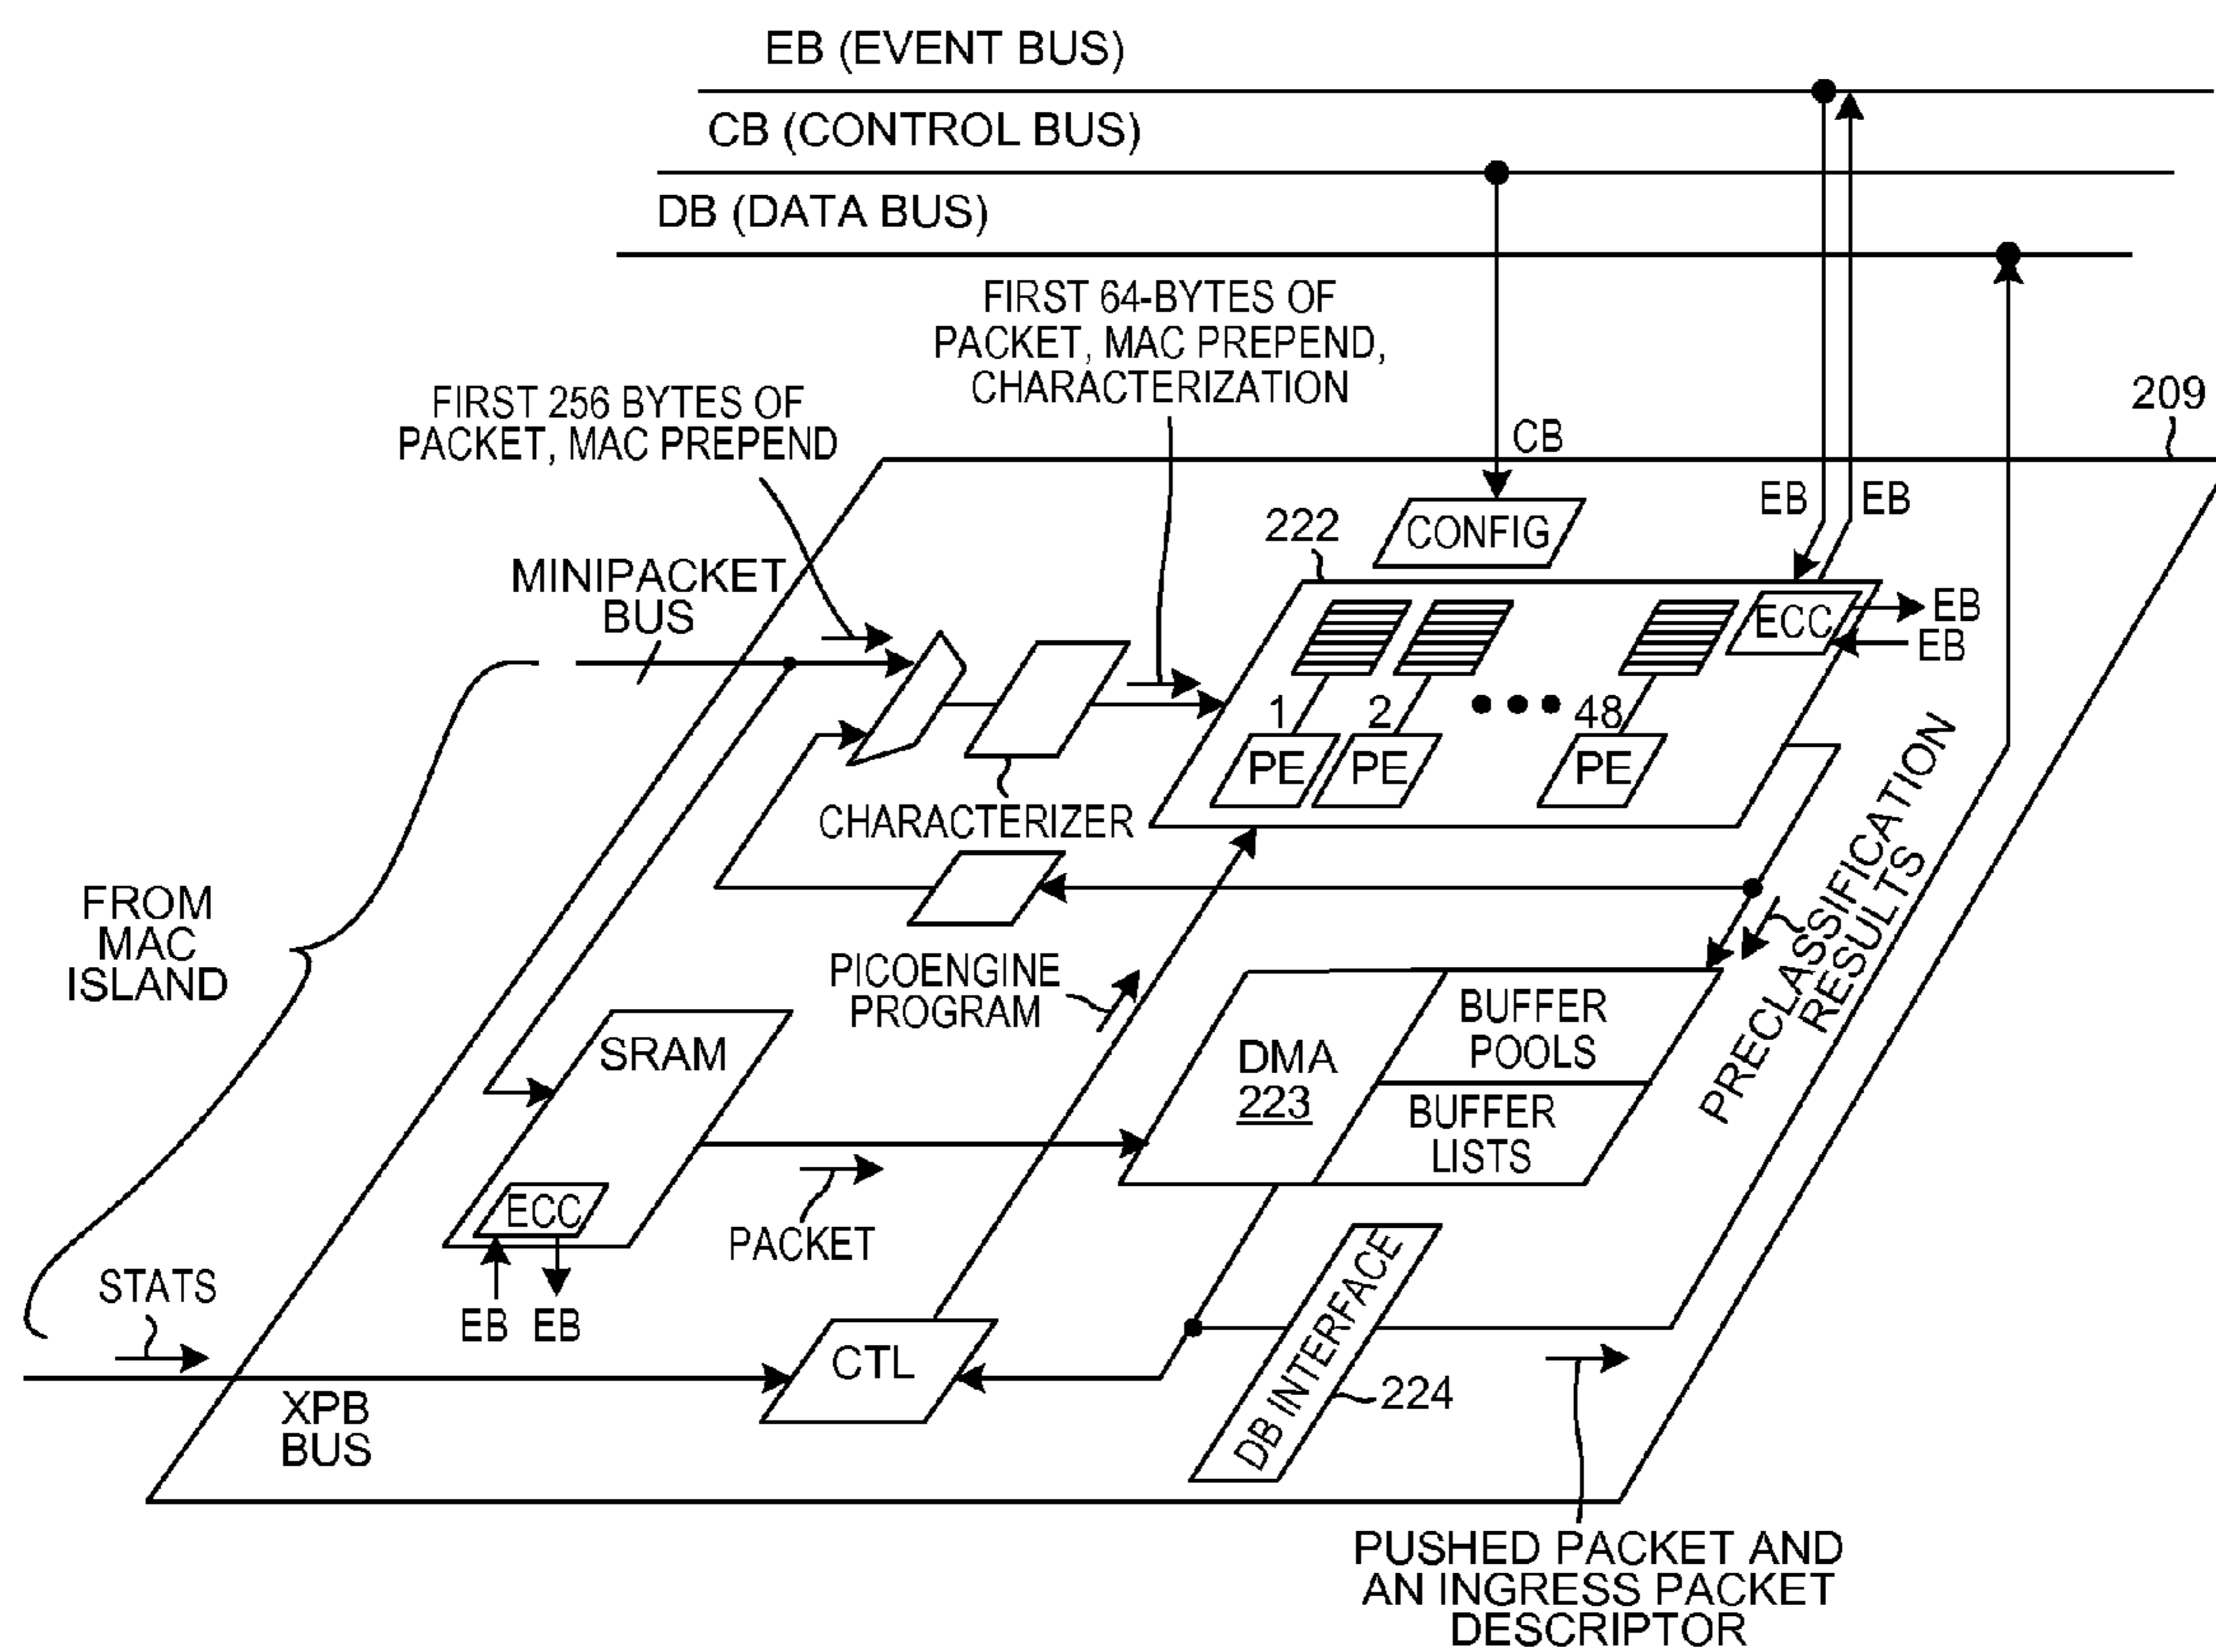 EB (EVENT BUS)
CB (CONTROL BUS)
DB (DATA BUS)
FIRST 64-BYTES OF
PACKET, MAC PREPEND,
CHARACTERIZATION
FIRST 256 BYTES OF
PACKET, MAC PREPEND
209
CB
EB
EB
222
CONFIG
MINIPACKET
BUS
ECC
EB
EB
1
2
48
PE
PE
PE
CHARACTERIZER
PRECLASSIFICATION
RESULTS
FROM
MAC
ISLAND
PICOENGINE
PROGRAM
SRAM
DMA
223
BUFFER
POOLS
BUFFER
LISTS
ECC
PACKET
EB
EB
STATS
CTL
DB INTERFACE
224
XPB
BUS
PUSHED PACKET AND
AN INGRESS PACKET
DESCRIPTOR